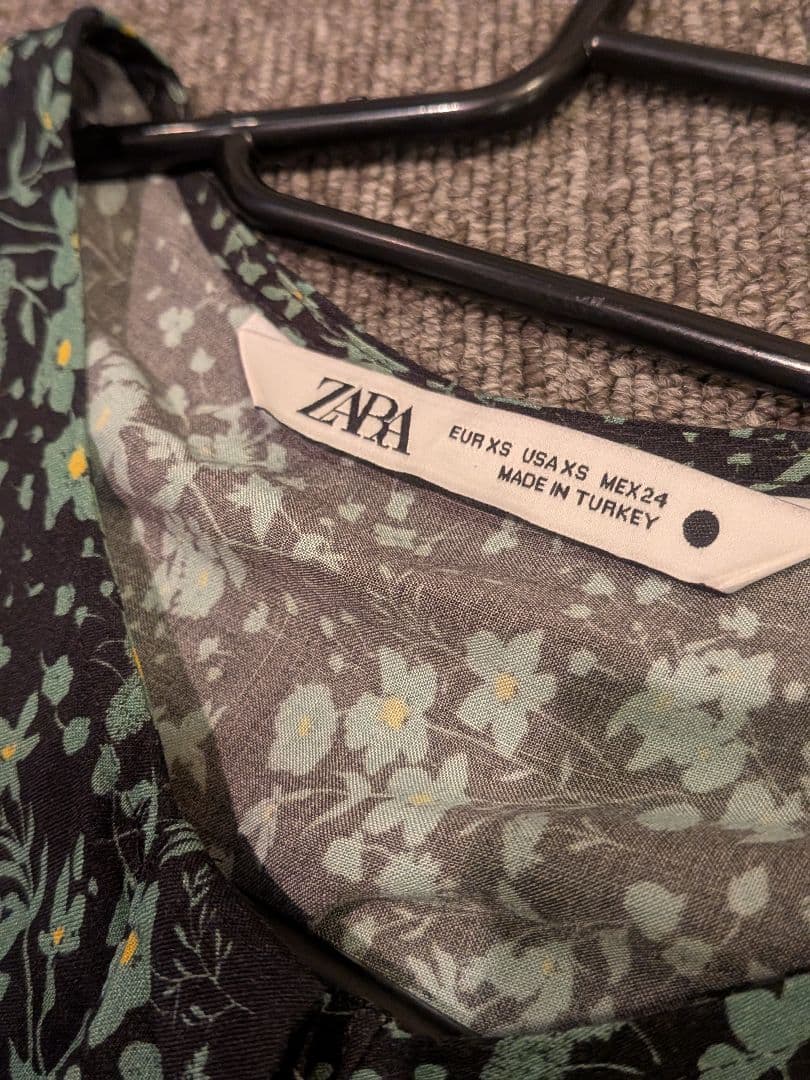 ZARA
EUR XS USA XS MEX 24
MADE IN TURKEY